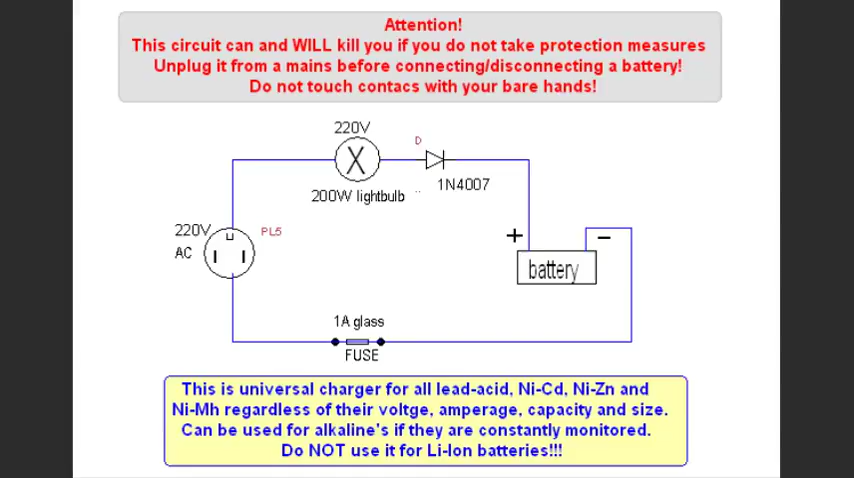 Attention!
This circuit can and WILL kill you if you do not take protection measures
Unplug it from a mains before connecting/disconnecting a battery!
Do not touch contacs with your bare hands!
220V
D
1N4007
200W lightbulb
220V
PL5
AC
+
−
battery
1A glass
FUSE
This is universal charger for all lead-acid, Ni-Cd, Ni-Zn and
Ni-Mh regardless of their voltge, amperage, capacity and size.
Can be used for alkaline's if they are constantly monitored.
Do NOT use it for Li-Ion batteries!!!